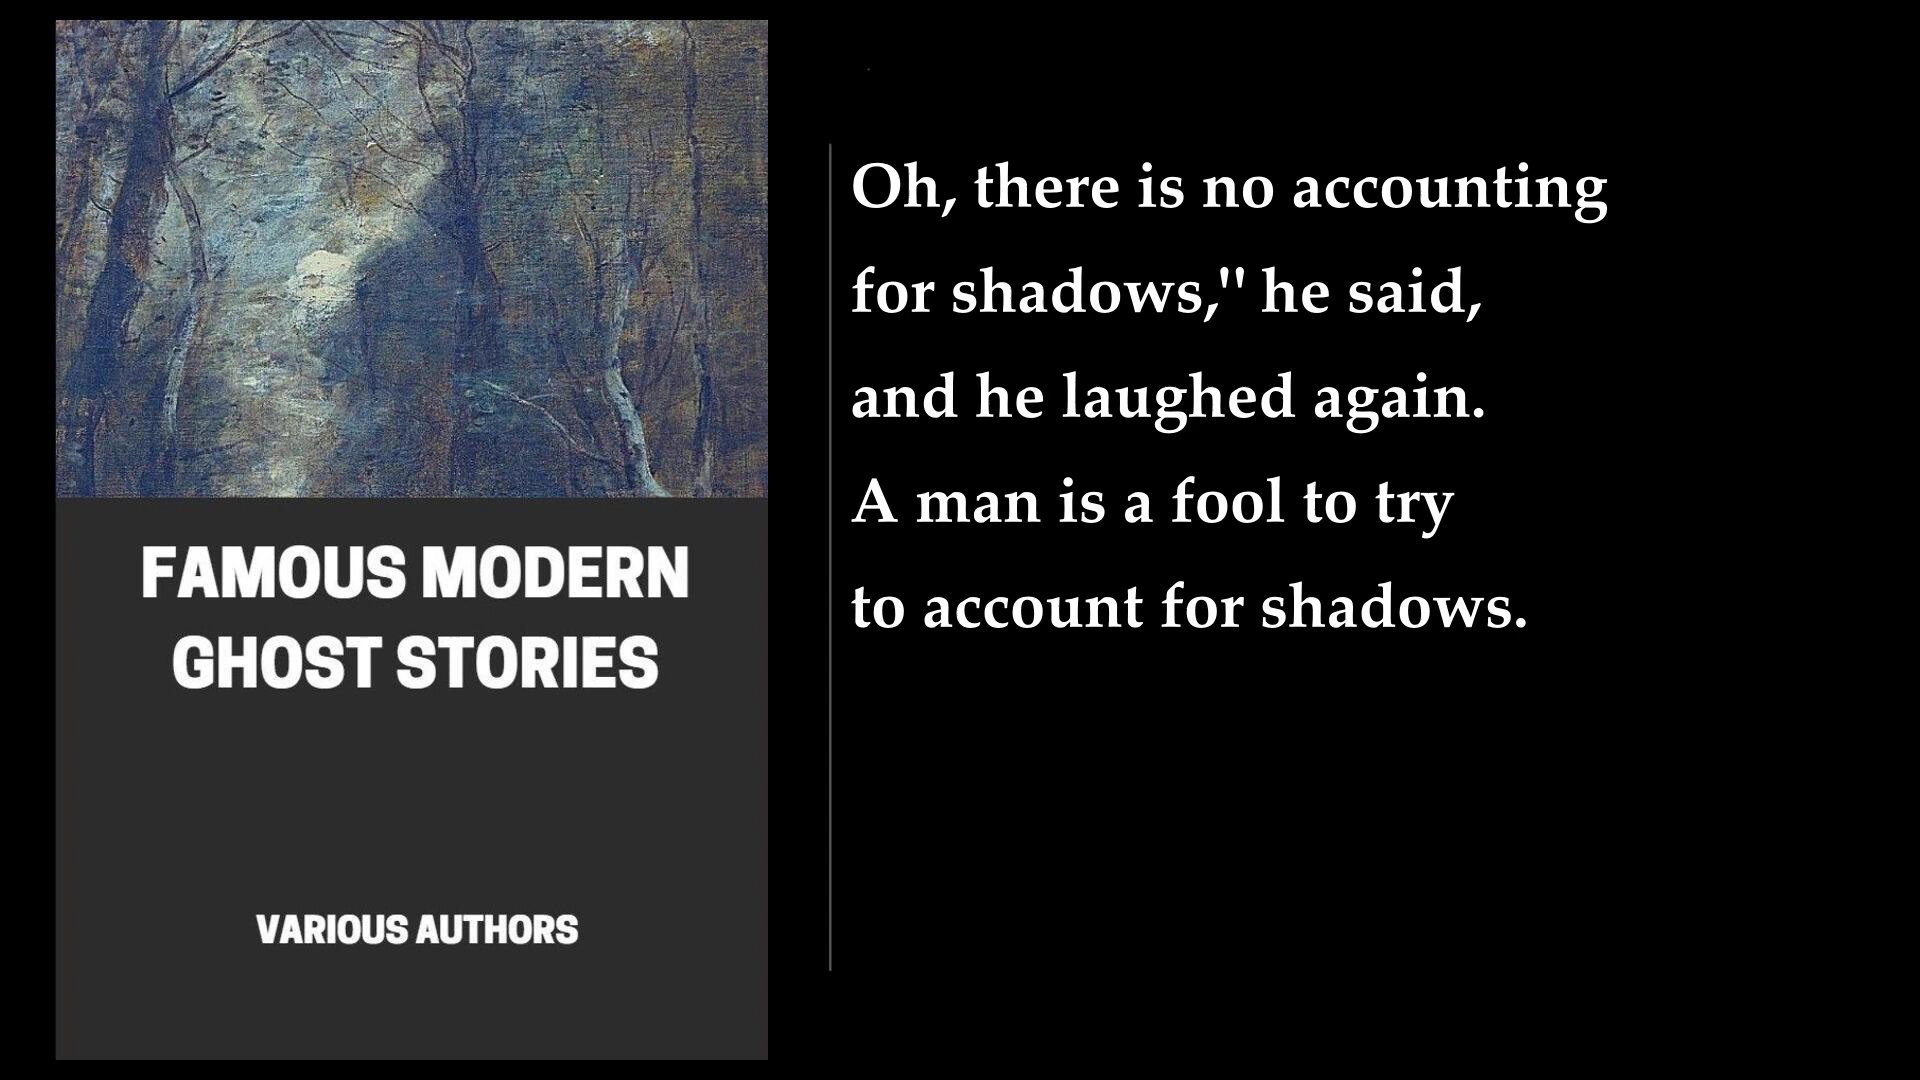 FAMOUS MODERN
GHOST STORIES
VARIOUS AUTHORS
Oh, there is no accounting
for shadows," he said,
and he laughed again.
A man is a fool to try
to account for shadows.